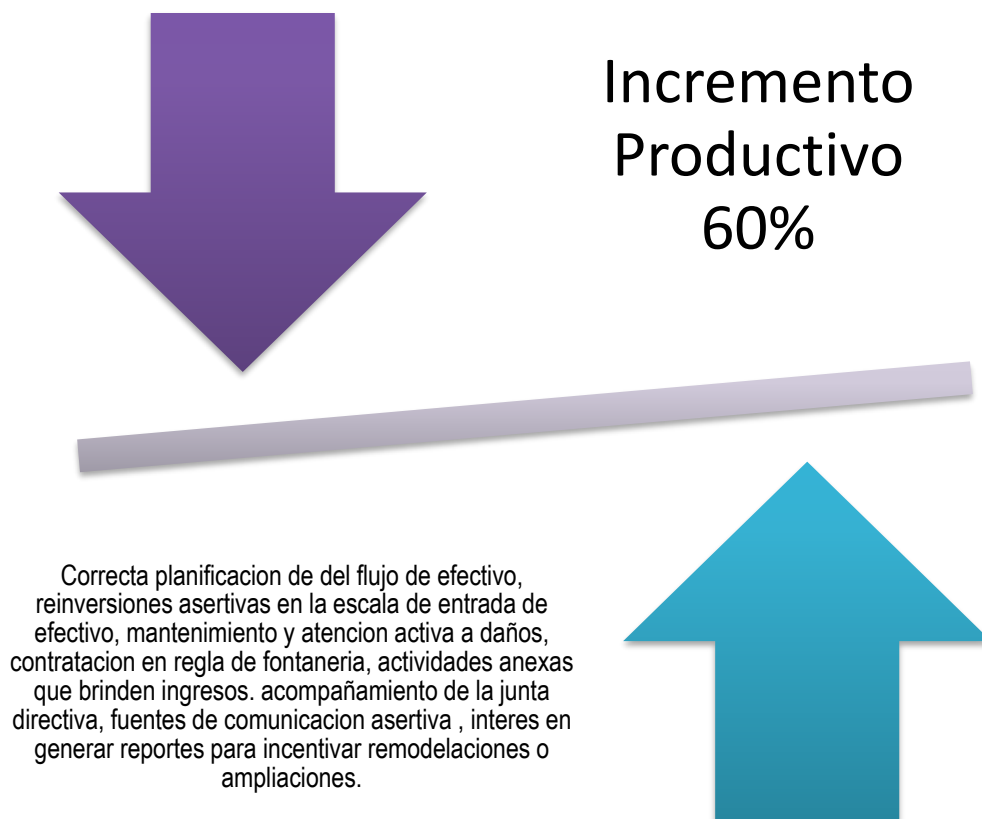 Incremento
Productivo
60%
Correcta planificacion de del flujo de efectivo,
reinversiones asertivas en la escala de entrada de
efectivo, mantenimiento y atencion activa a daños,
contratacion en regla de fontaneria, actividades anexas
que brinden ingresos. acompañamiento de la junta
directiva, fuentes de comunicacion asertiva , interes en
generar reportes para incentivar remodelaciones o
ampliaciones.